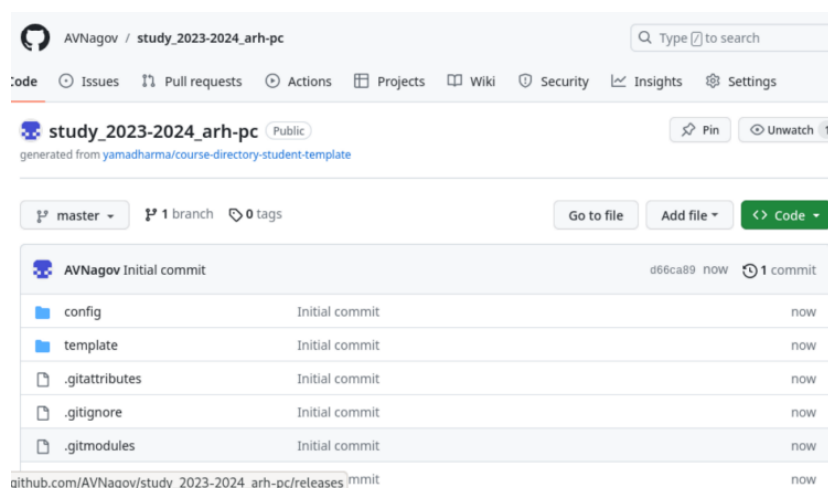 AVNagov / study_2023-2024_arh-pc
Type / to search
Code Issues Pull requests Actions Projects Wiki Security Insights Settings
study_2023-2024_arh-pc Public
Pin Unwatch 1
generated from yamadharma/course-directory-student-template
master 1 branch 0 tags Go to file Add file Code
AVNagov Initial commit d66ca89 now 1 commit
config Initial commit now
template Initial commit now
.gitattributes Initial commit now
.gitignore Initial commit now
.gitmodules Initial commit now
github.com/AVNagov/study_2023-2024_arh-pc/releases mmit now